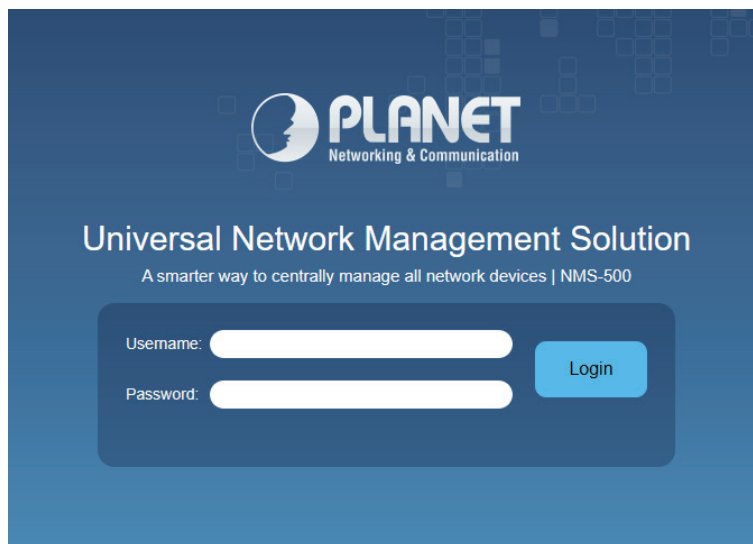 PLANET
Networking & Communication
Universal Network Management Solution
A smarter way to centrally manage all network devices | NMS-500
Username:
Login
Password: